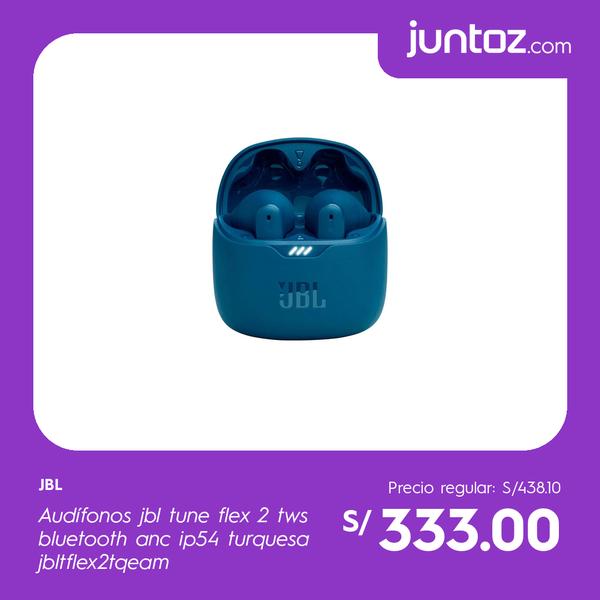 juntoz.com
JBL
JBL
Precio regular: S/438.10
Audífonos jbl tune flex 2 tws
bluetooth anc ip54 turquesa
jbltflex2tqeam
S/ 333.00